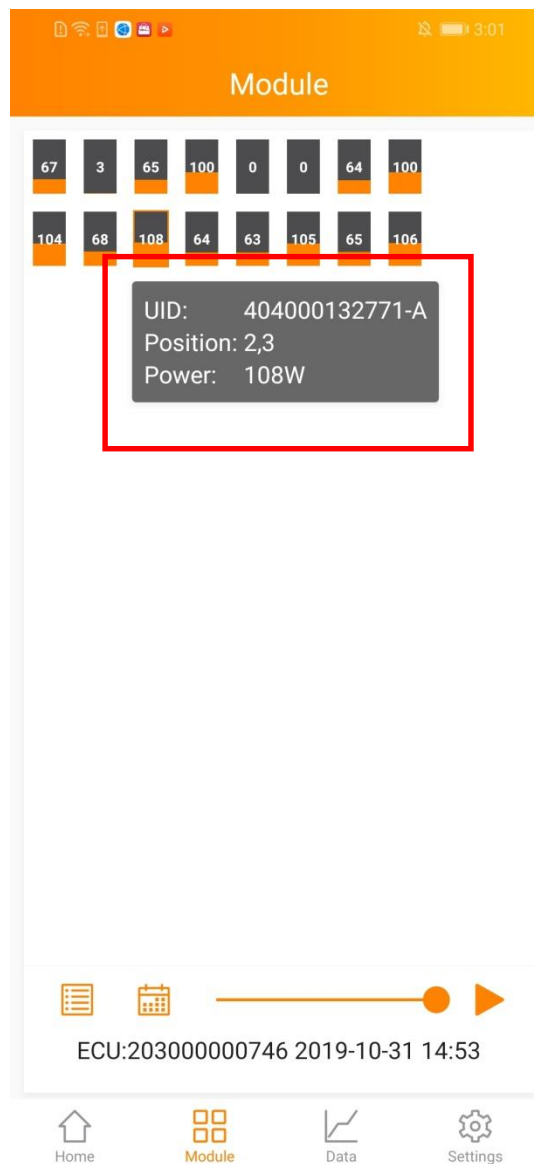 3:01
Module
67 3 65 100 0 0 64 100
104 68 108 64 63 105 65 106
UID: 404000132771-A
Position: 2,3
Power: 108W
ECU:203000000746 2019-10-31 14:53
Home Module Data Settings